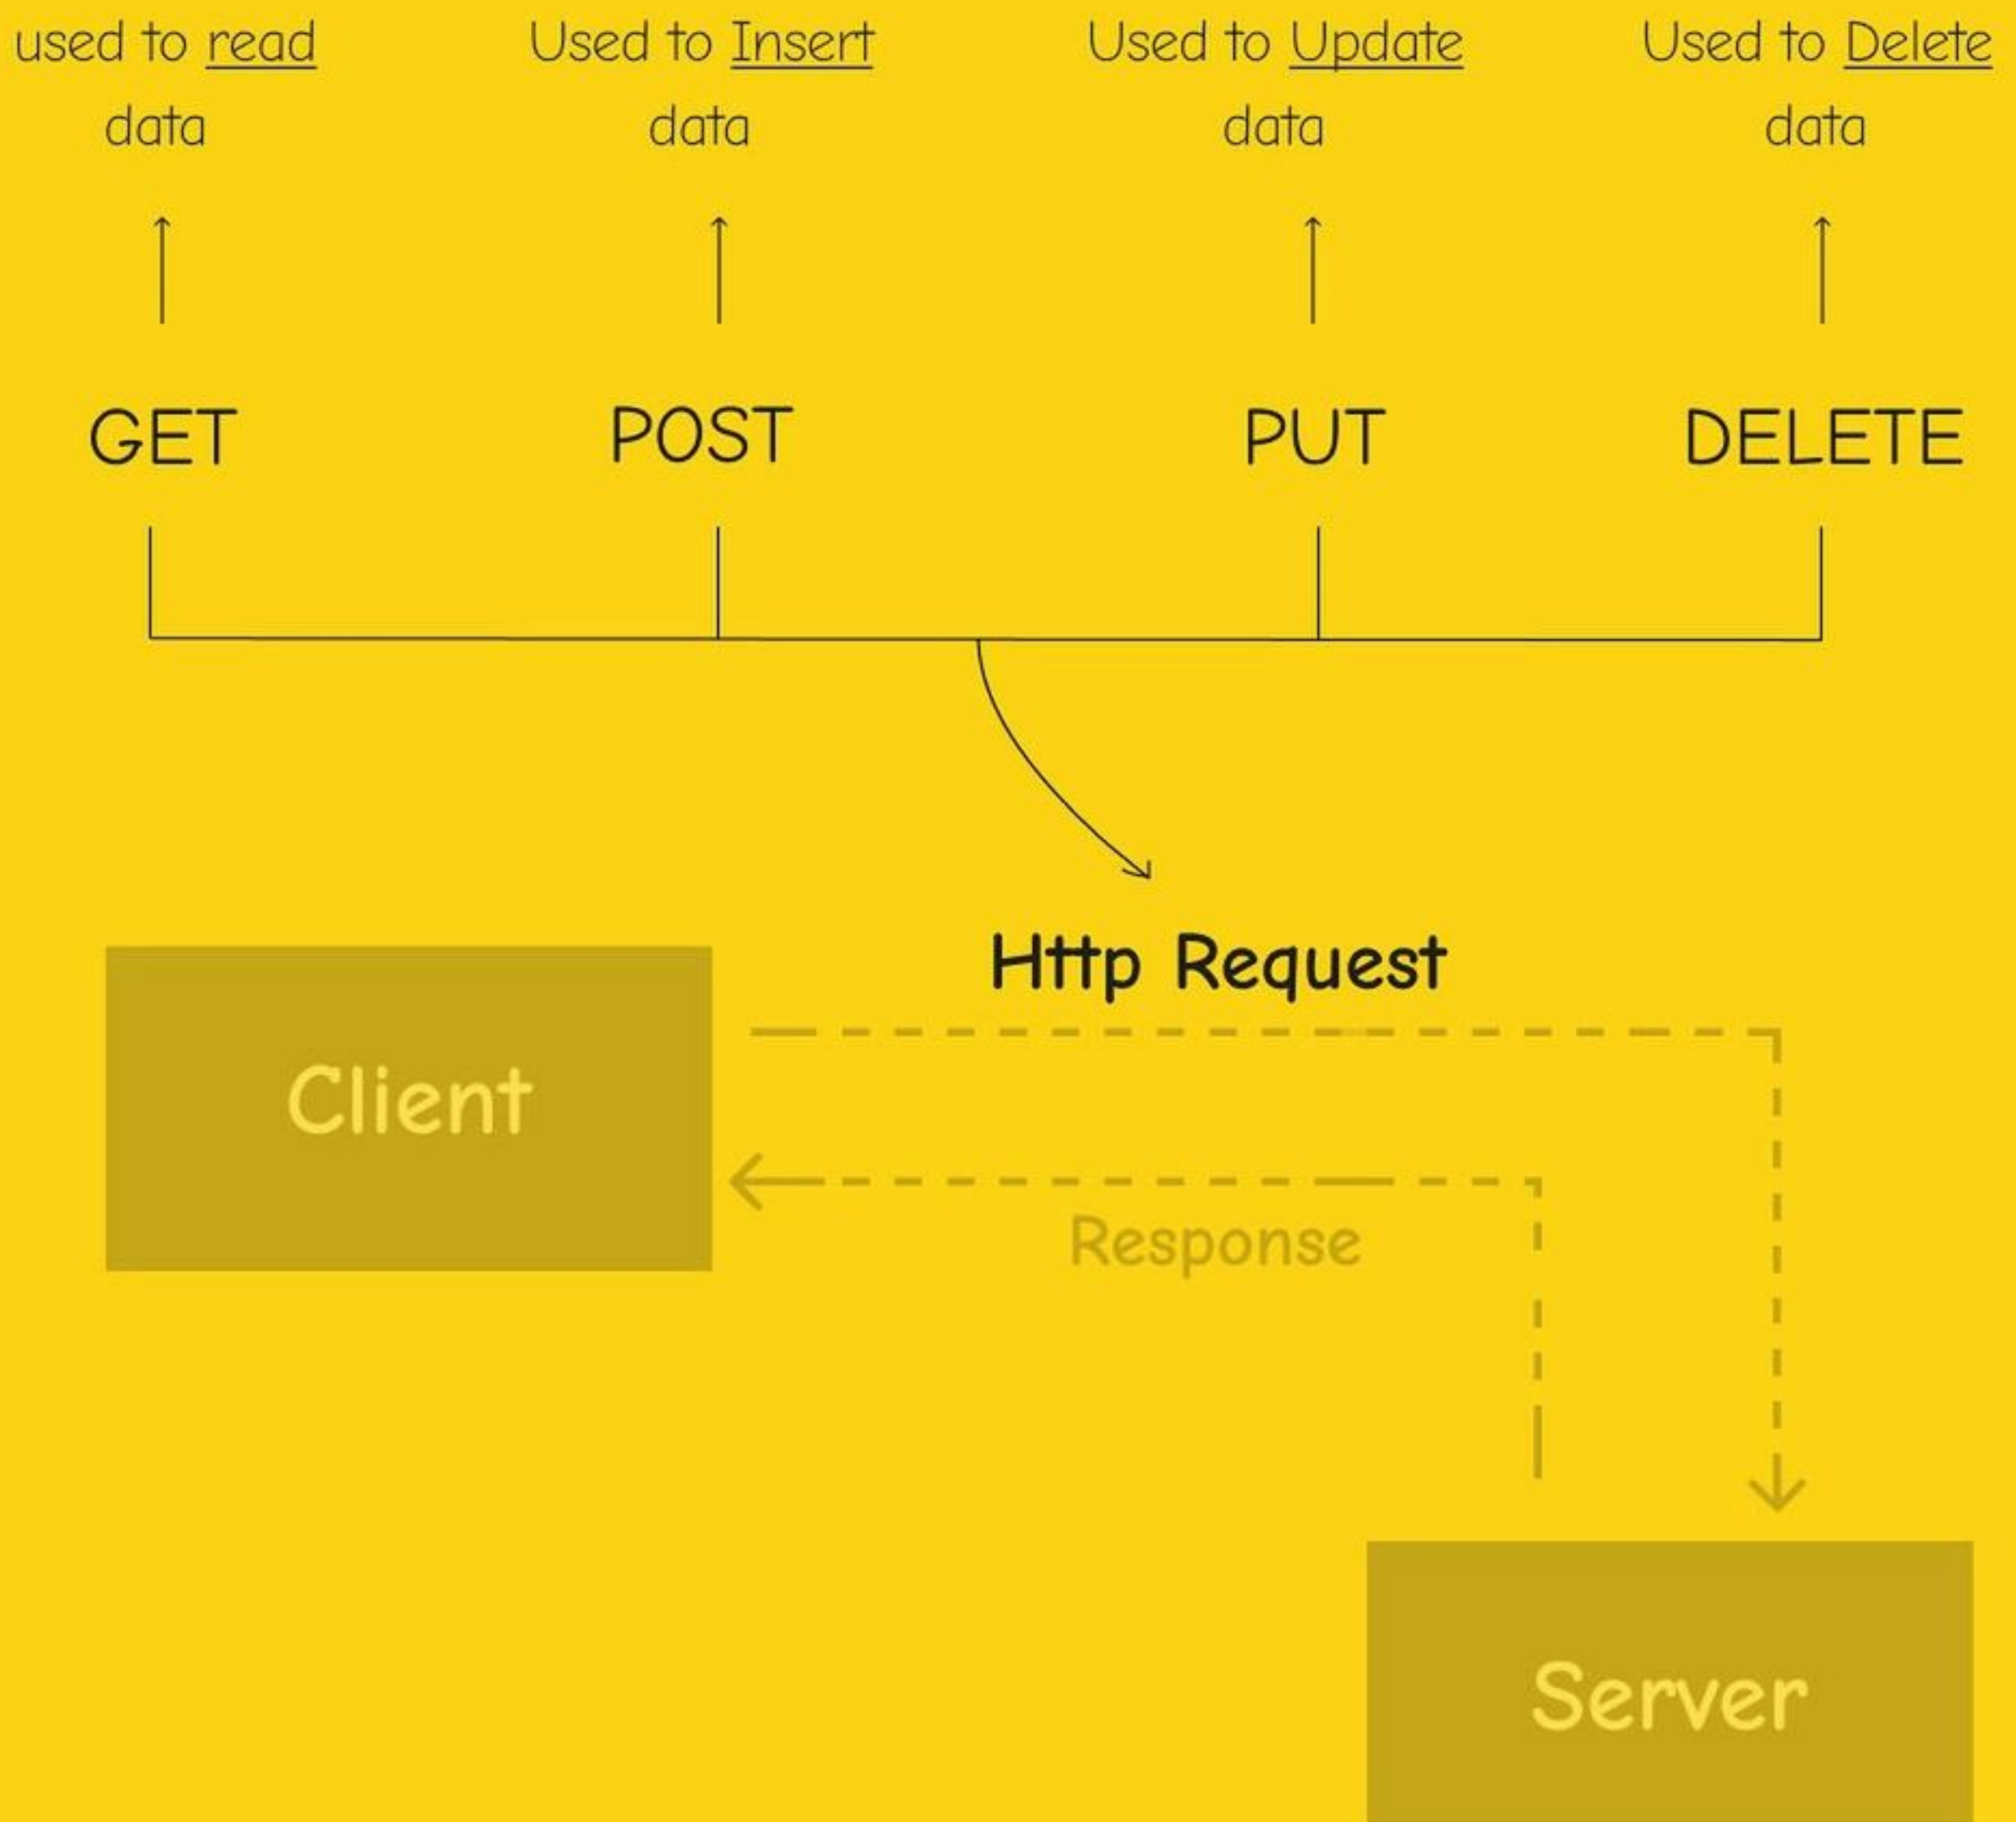 used to read
data
Used to Insert
data
Used to Update
data
Used to Delete
data
GET
POST
PUT
DELETE
Http Request
Client
Response
Server